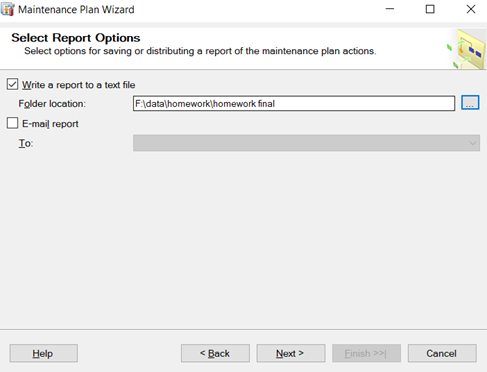 Maintenance Plan Wizard
Select Report Options
Select options for saving or distributing a report of the maintenance plan actions.
Write a report to a text file
Folder location:
F:\data\homework\homework final
...
E-mail report
To:
Help
< Back
Next >
Finish >>|
Cancel